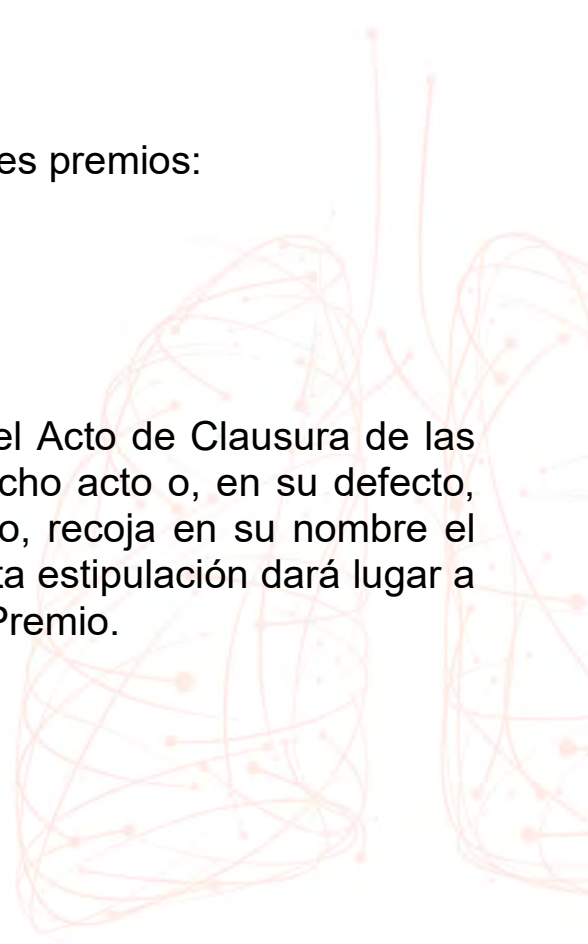 es premios:
el Acto de Clausura de las
cho acto o, en su defecto,
o, recoja en su nombre el
ta estipulación dará lugar a
Premio.